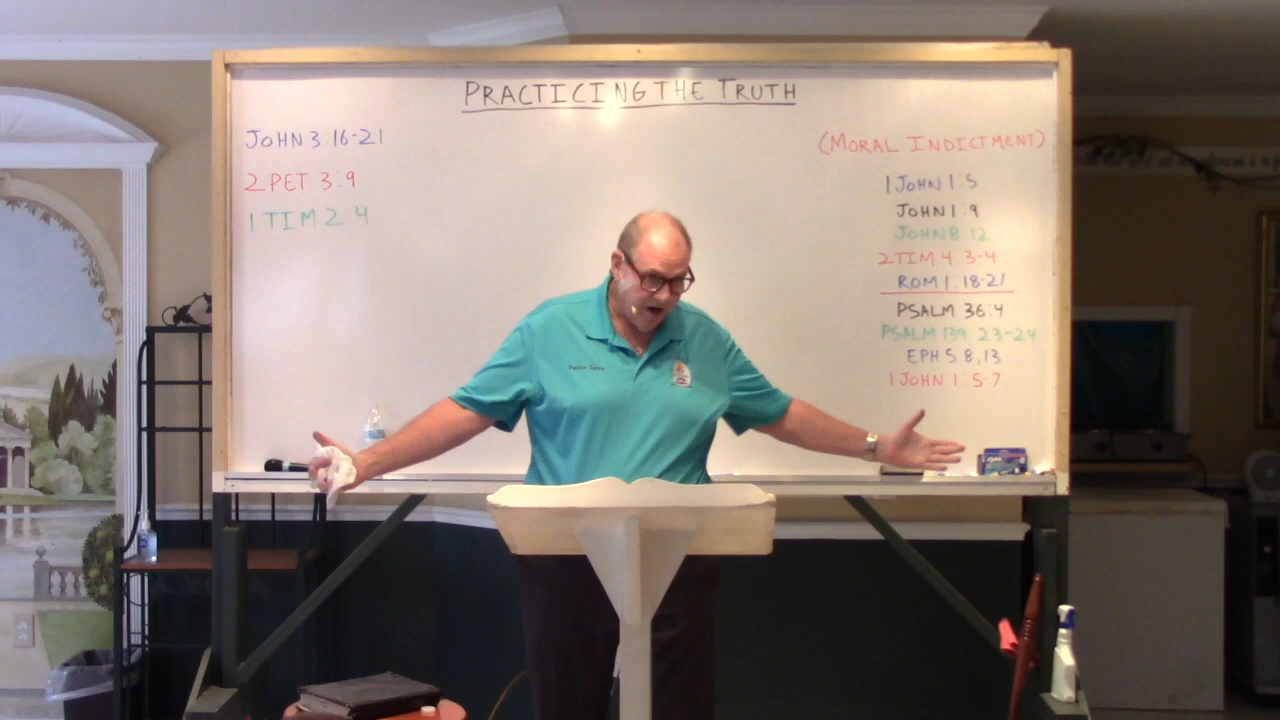 PRACTICING THE TRUTH
JOHN 3:16-21
2 PET 3:9
1 TIM 2:4
(MORAL INDICTMENT)
1 JOHN 1:5
JOHN 1:9
JOHN 8:12
2 TIM 4:3-4
ROM 1:18-21
PSALM 36:4
PSALM 139:23-24
EPH 5:8,13
1 JOHN 1:5-7